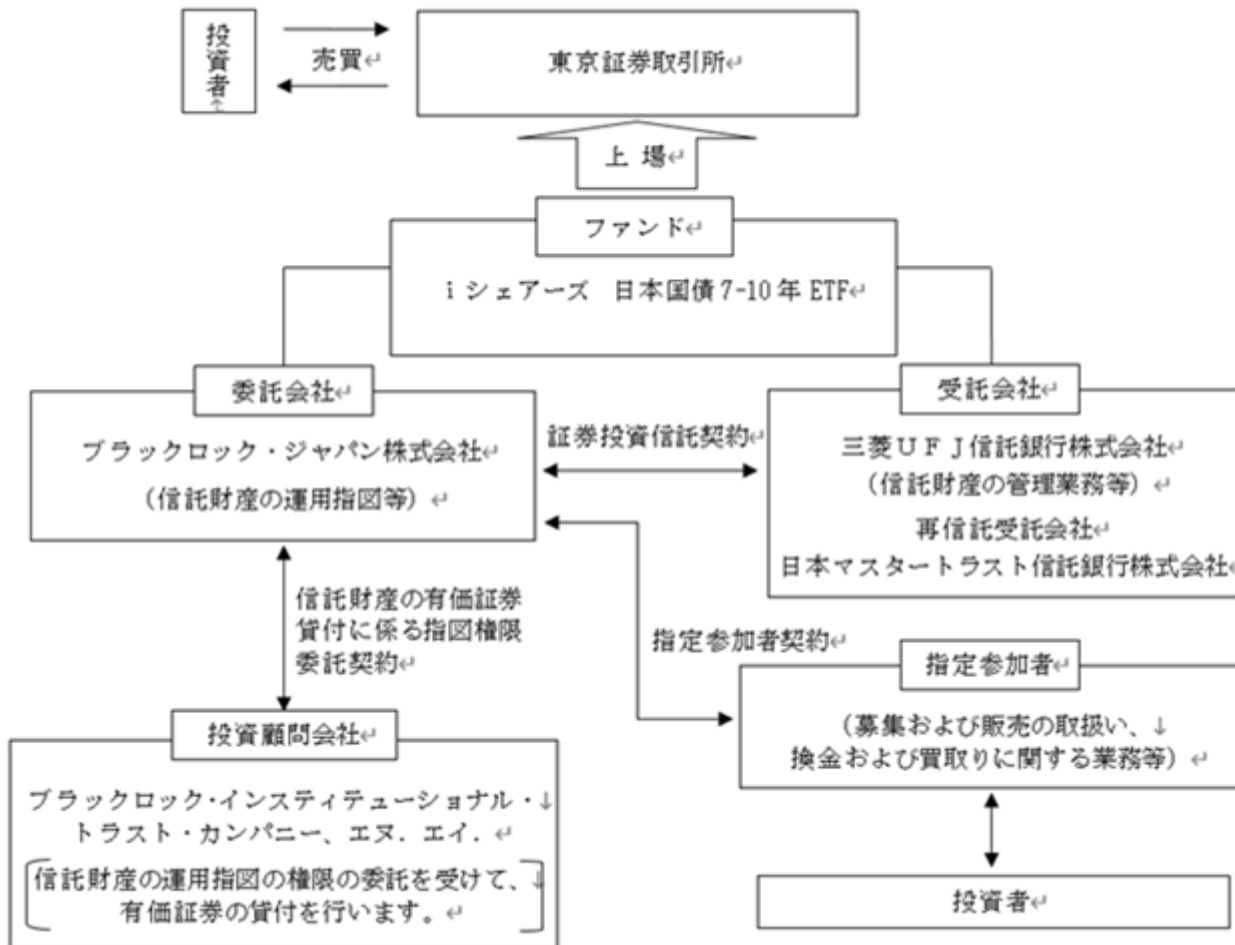 投資者
売買
東京証券取引所
上 場
ファンド
iシェアーズ 日本国債7-10年 ETF
委託会社
ブラックロック・ジャパン株式会社
(信託財産の運用指図等)
証券投資信託契約
受託会社
三菱UFJ信託銀行株式会社
(信託財産の管理業務等)
再信託受託会社
日本マスタートラスト信託銀行株式会社
信託財産の有価証券
貸付に係る指図権限
委託契約
指定参加者契約
指定参加者
(募集および販売の取扱い、
換金および買取りに関する業務等)
投資顧問会社
ブラックロック・インスティテューショナル・
トラスト・カンパニー、エヌ.エイ.
信託財産の運用指図の権限の委託を受けて、
有価証券の貸付を行います。
投資者